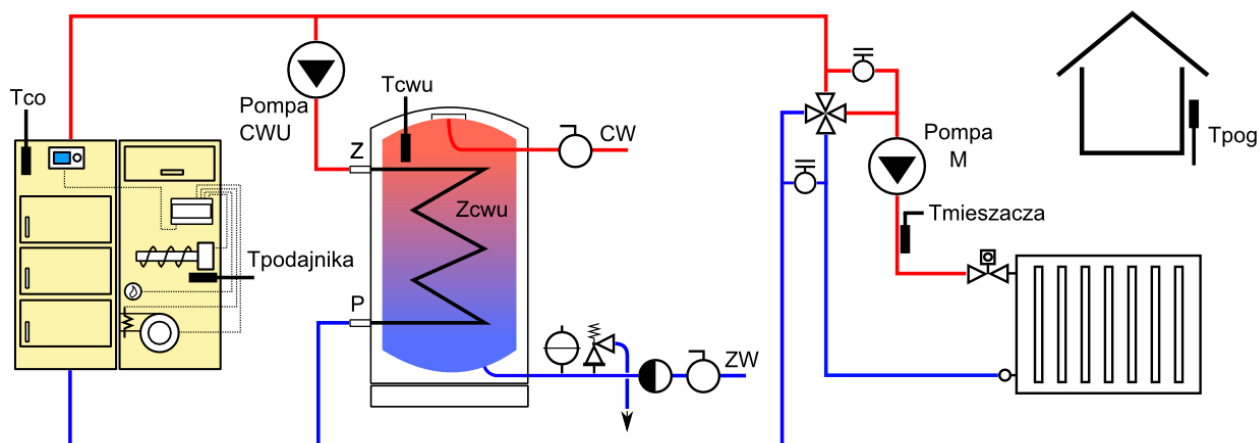 Tco
Pompa
CWU
Tcwu
CW
Z
Zcwu
Tpodajnika
P
ZW
Pompa
M
Tmieszacza
Tpog